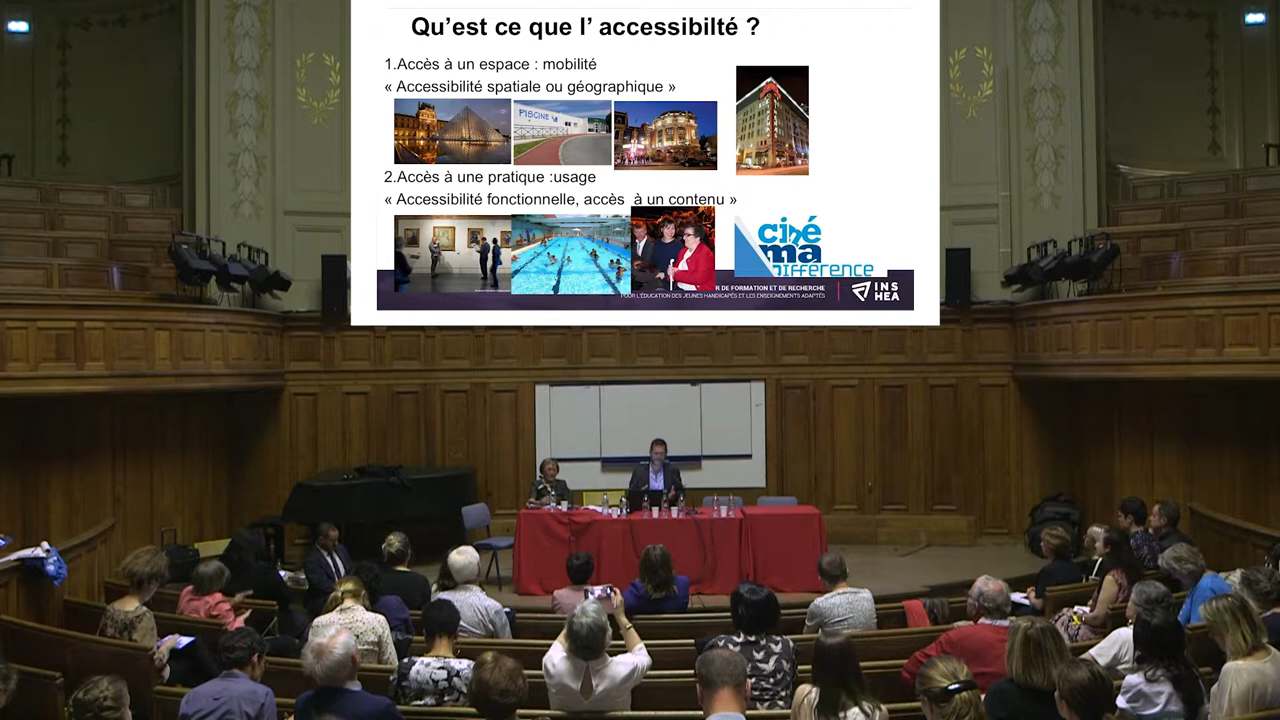 Qu’est ce que l’ accessibilté ?
1.Accès à un espace : mobilité
« Accessibilité spatiale ou géographique »
PISCINE
2.Accès à une pratique :usage
« Accessibilité fonctionnelle, accès à un contenu »
ciné
ma
DIFFÉRENCE
R DE FORMATION ET DE RECHERCHE
POUR L'ÉDUCATION DES JEUNES HANDICAPÉS ET LES ENSEIGNEMENTS ADAPTÉS
INS
HEA